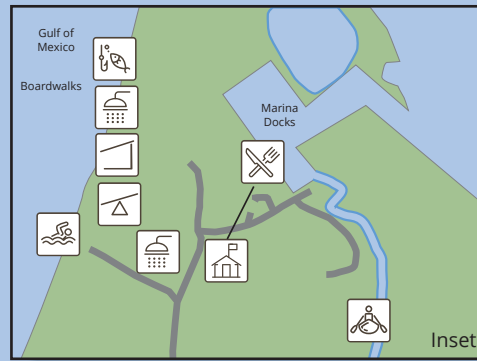 Gulf of
Mexico
Boardwalks
Marina
Docks
Inset